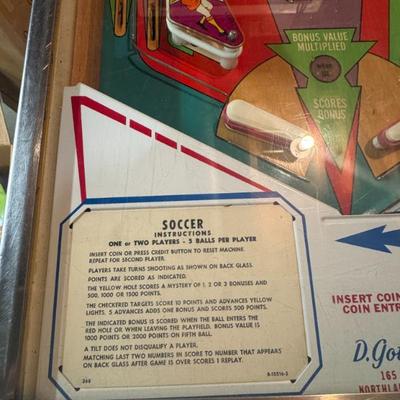 BONUS VALUE
MULTIPLIED
WHEN LIT
SCORES
BONUS
SOCCER
INSTRUCTIONS
ONE or TWO PLAYERS - 5 BALLS PER PLAYER
INSERT COIN OR PRESS CREDIT BUTTON TO RESET MACHINE.
REPEAT FOR SECOND PLAYER.
PLAYERS TAKE TURNS SHOOTING AS SHOWN ON BACK GLASS.
POINTS ARE SCORED AS INDICATED.
THE YELLOW HOLE SCORES A MYSTERY OF 1, 2 OR 3 BONUSES AND
500, 1000 OR 1500 POINTS.
THE CHECKERED TARGETS SCORE 10 POINTS AND ADVANCES YELLOW
LIGHTS. 5 ADVANCES ADD ONE BONUS AND SCORES 500 POINTS.
THE INDICATED BONUS IS SCORED WHEN THE BALL ENTERS THE
RED HOLE OR WHEN LEAVING THE PLAYFIELD. BONUS VALUE IS
1000 POINTS OR 2000 POINTS ON FIFTH BALL.
A TILT DOES NOT DISQUALIFY A PLAYER.
MATCHING LAST TWO NUMBERS IN SCORE TO NUMBER THAT APPEARS
ON BACK GLASS AFTER GAME IS OVER SCORES 1 REPLAY.
366
B-15516-3
INSERT COIN
COIN ENTR
D. Got
165
NORTHLA